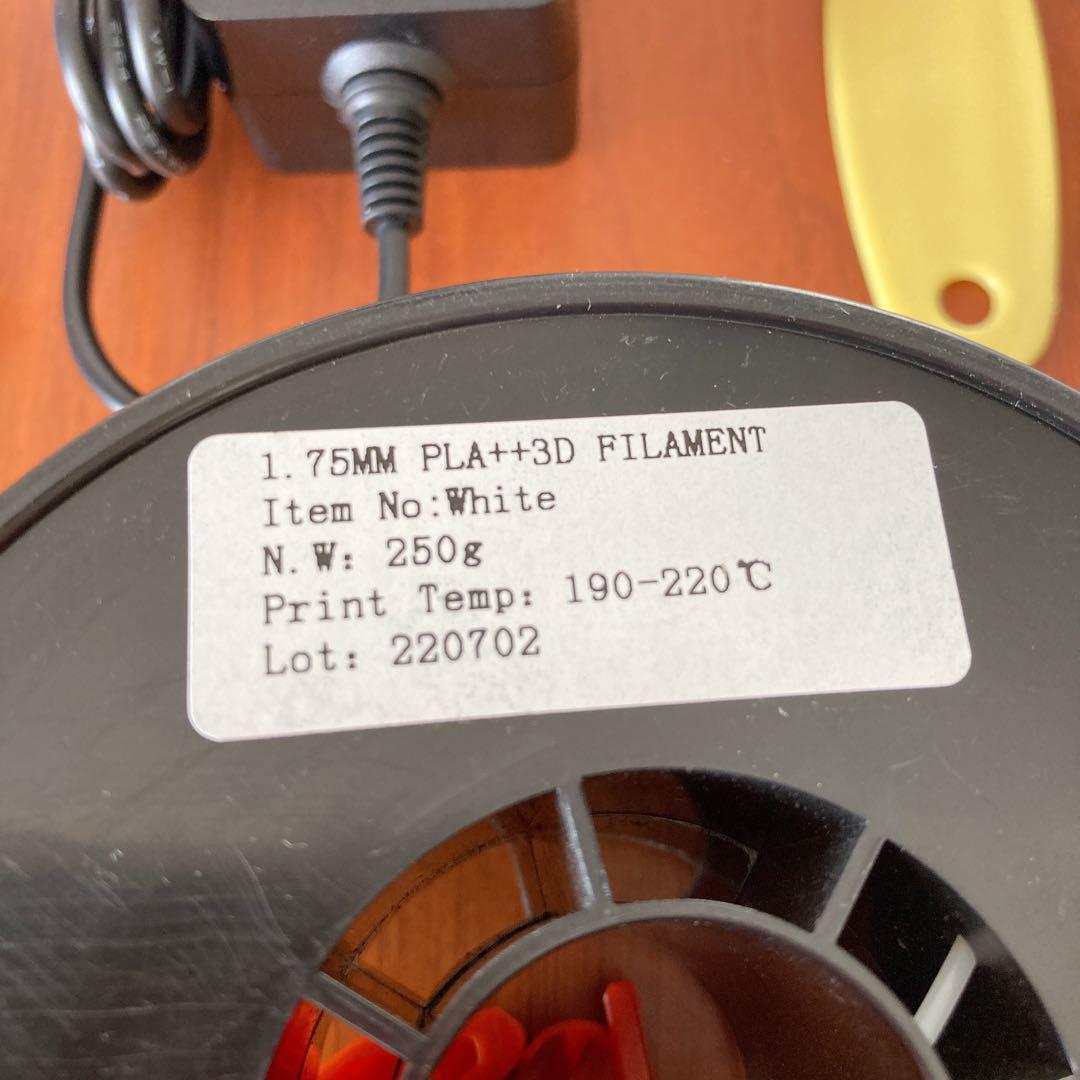 1.75MM PLA++3D FILAMENT
Item No:White
N.W: 250g
Print Temp: 190-220℃
Lot: 220702